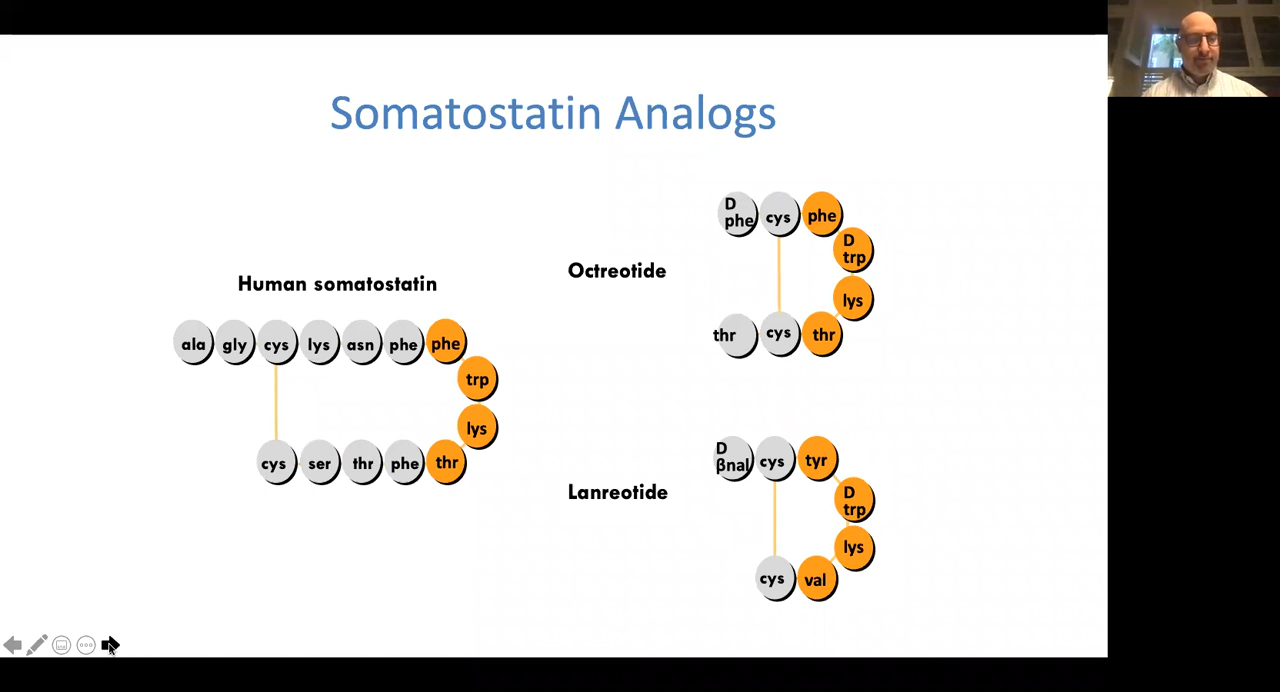 Somatostatin Analogs
Human somatostatin
ala gly cys lys asn phe phe
trp
lys
cys ser thr phe thr
Octreotide
D
phe cys phe
D
trp
lys
thr cys thr
Lanreotide
D
βnal cys tyr
D
trp
lys
cys val